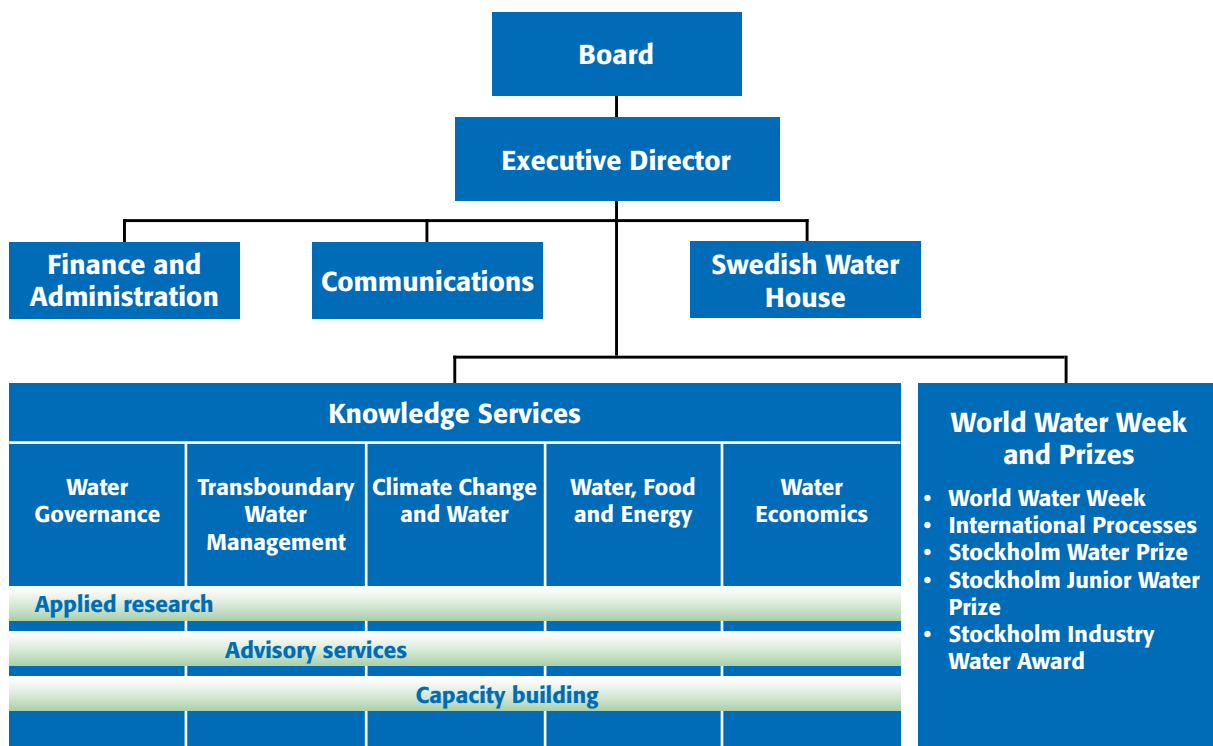 Board
Executive Director
Finance and
Administration
Communications
Swedish Water
House
Knowledge Services
Water
Governance
Transboundary
Water
Management
Climate Change
and Water
Water, Food
and Energy
Water
Economics
Applied research
Advisory services
Capacity building
World Water Week
and Prizes
• World Water Week
• International Processes
• Stockholm Water Prize
• Stockholm Junior Water
Prize
• Stockholm Industry
Water Award